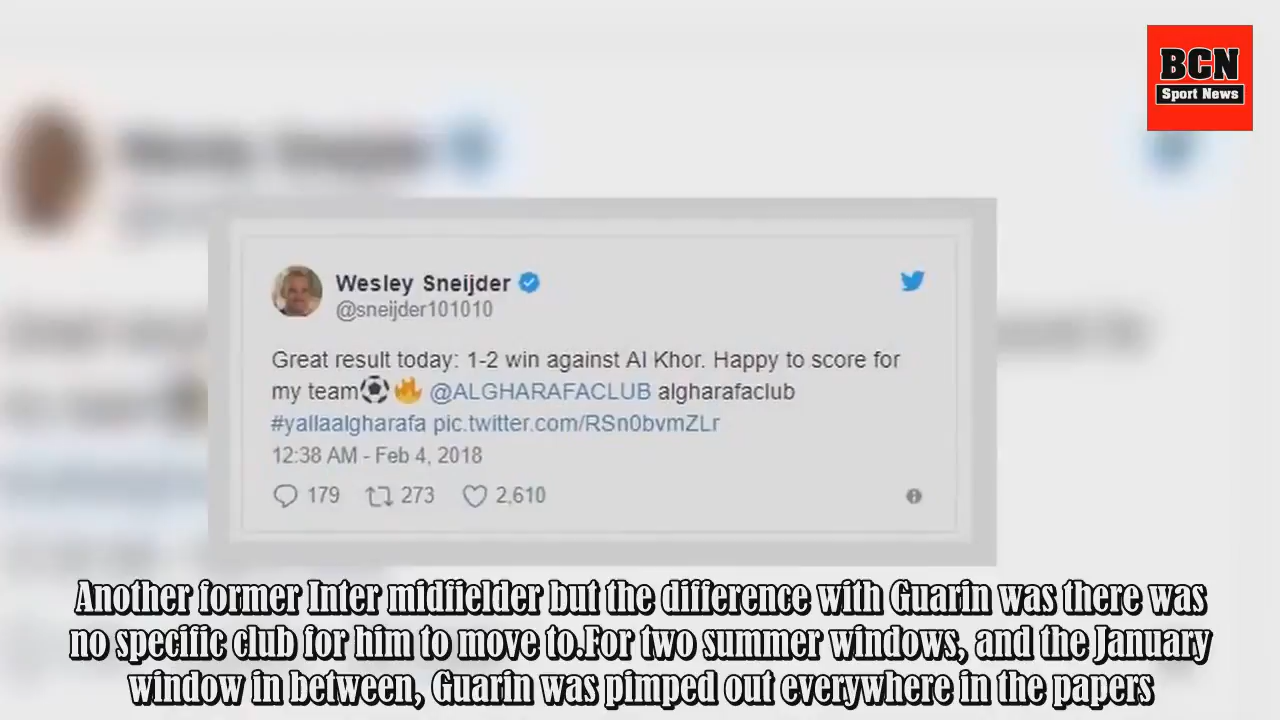 BCN
Sport News
Wesley Sneijder
@sneijder101010
Great result today: 1-2 win against Al Khor. Happy to score for
my team⚽🔥 @ALGHARAFACLUB algharafaclub
#yallaalgharafa pic.twitter.com/RSn0bvmZLr
12:38 AM - Feb 4, 2018
179 273 2,610
Another former Inter midfielder but the difference with Guarin was there was
no specific club for him to move to.For two summer windows, and the January
window in between, Guarin was pimped out everywhere in the papers